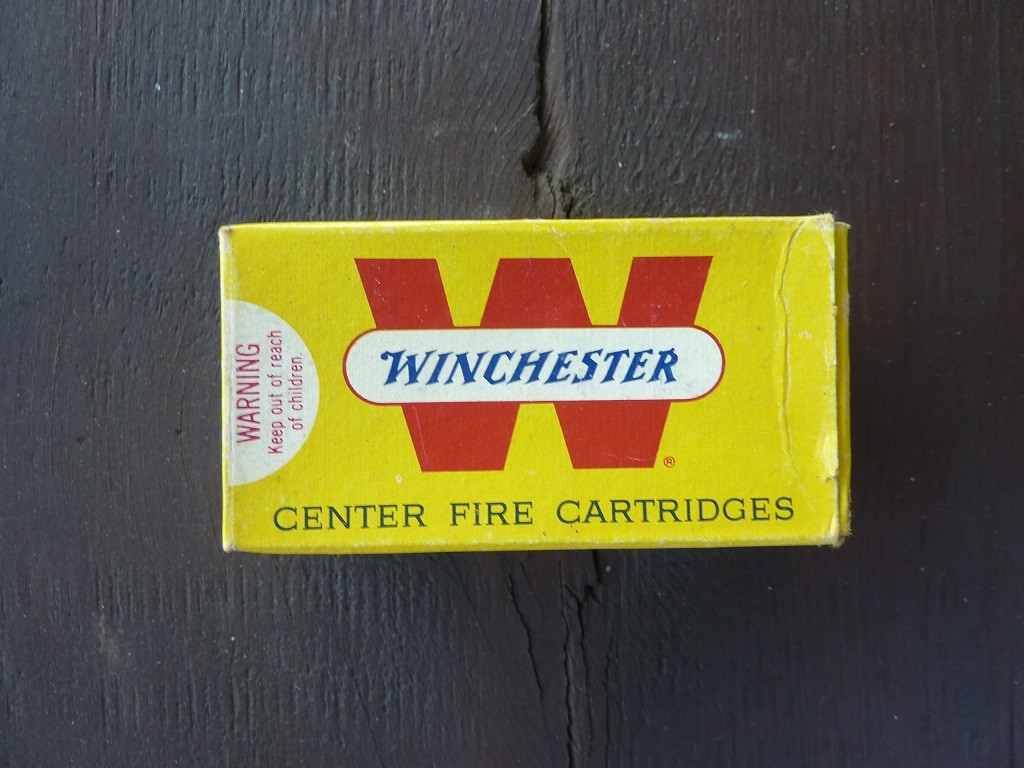 WARNING
Keep out of reach
of children.
WINCHESTER
®
CENTER FIRE CARTRIDGES